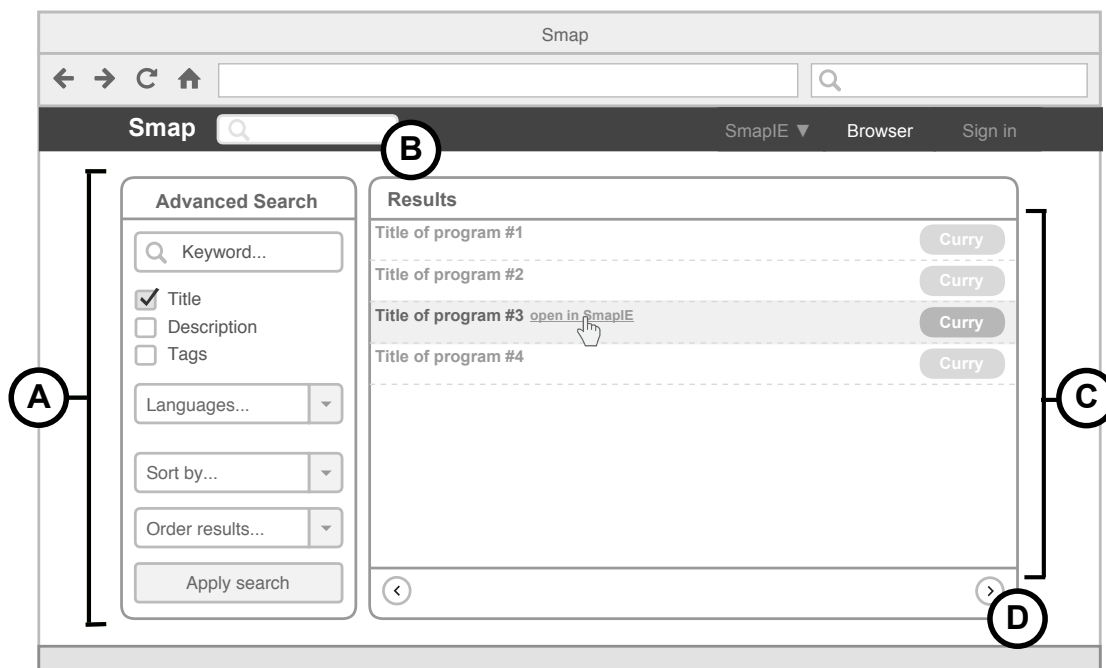 Smap
Smap
B
SmapIE ▼
Browser
Sign in
A
Advanced Search
Keyword...
Title
Description
Tags
Languages...
Sort by...
Order results...
Apply search
Results
Title of program #1
Curry
Title of program #2
Curry
Title of program #3 open in SmapIE
Curry
Title of program #4
Curry
C
D